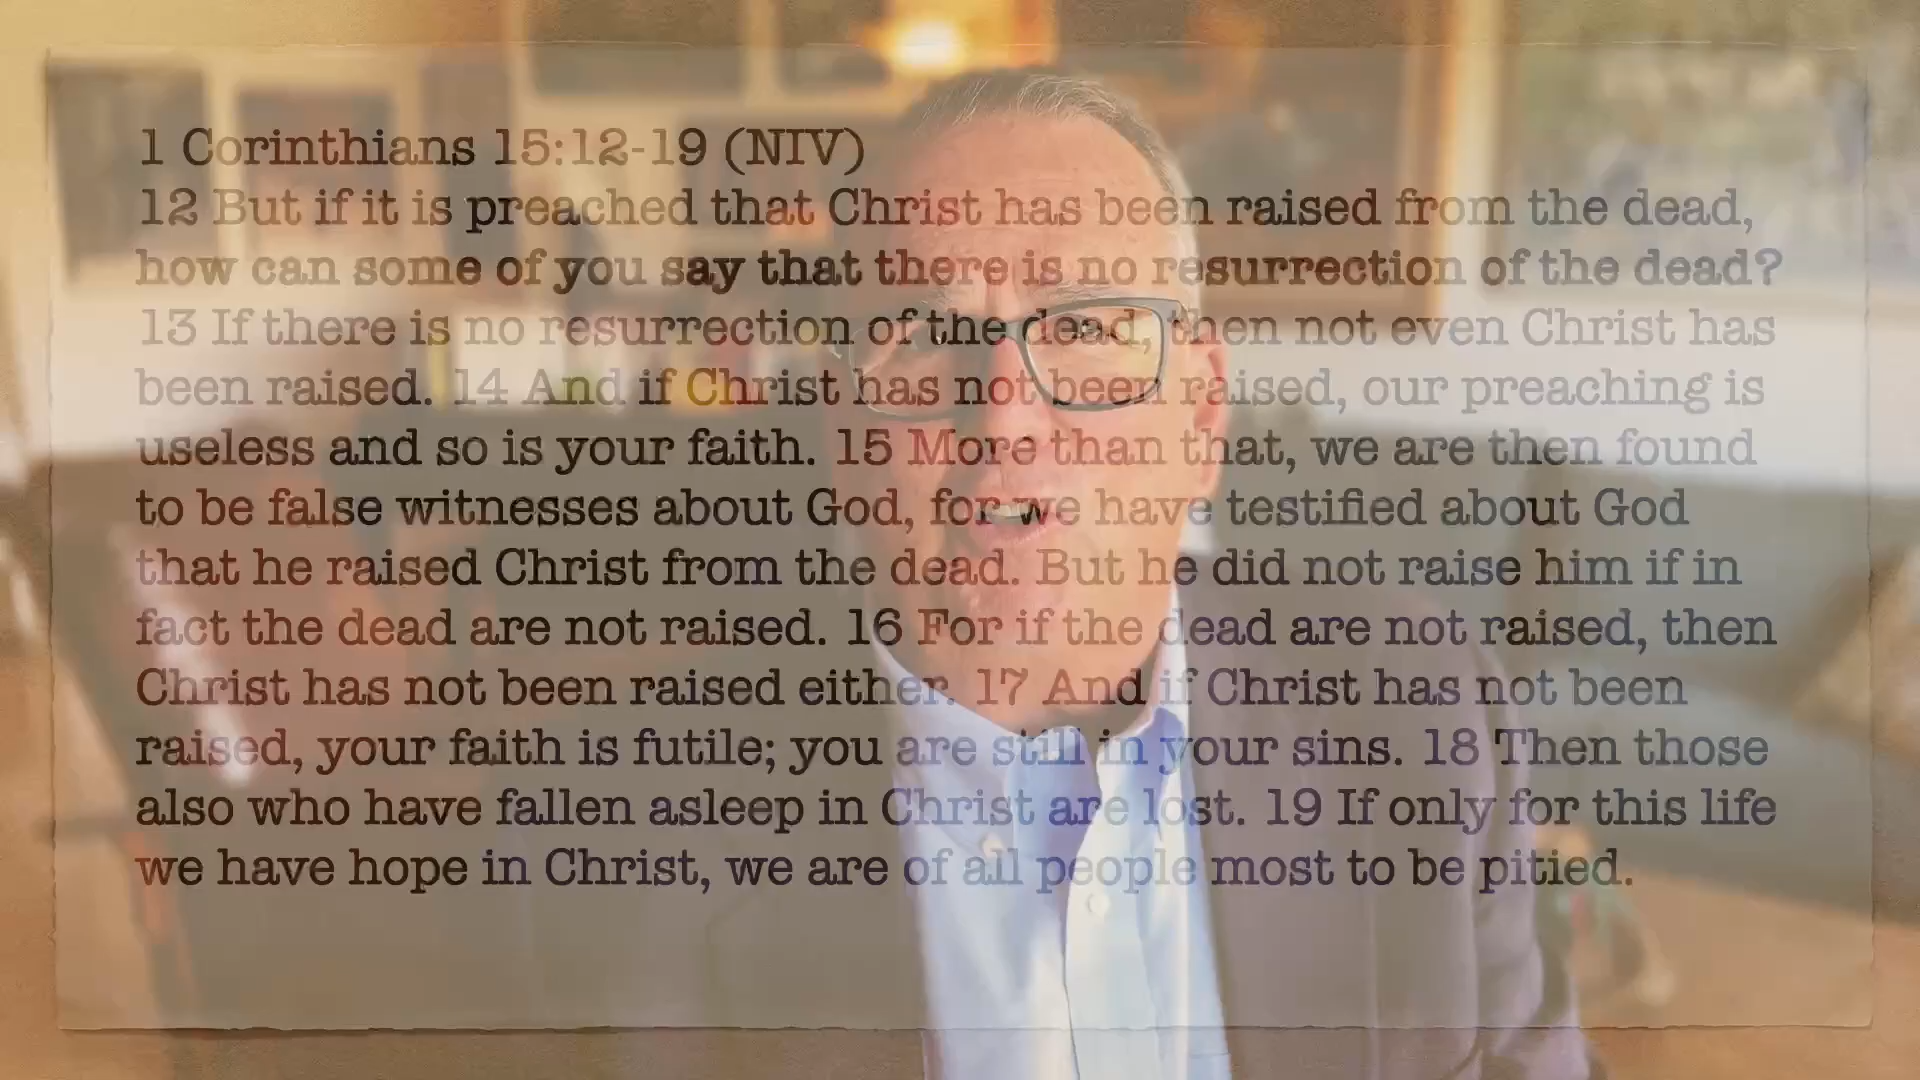 1 Corinthians 15:12-19 (NIV)
12 But if it is preached that Christ has been raised from the dead,
how can some of you say that there is no resurrection of the dead?
13 If there is no resurrection of the dead, then not even Christ has
been raised. 14 And if Christ has not been raised, our preaching is
useless and so is your faith. 15 More than that, we are then found
to be false witnesses about God, for we have testified about God
that he raised Christ from the dead. But he did not raise him if in
fact the dead are not raised. 16 For if the dead are not raised, then
Christ has not been raised either. 17 And if Christ has not been
raised, your faith is futile; you are still in your sins. 18 Then those
also who have fallen asleep in Christ are lost. 19 If only for this life
we have hope in Christ, we are of all people most to be pitied.